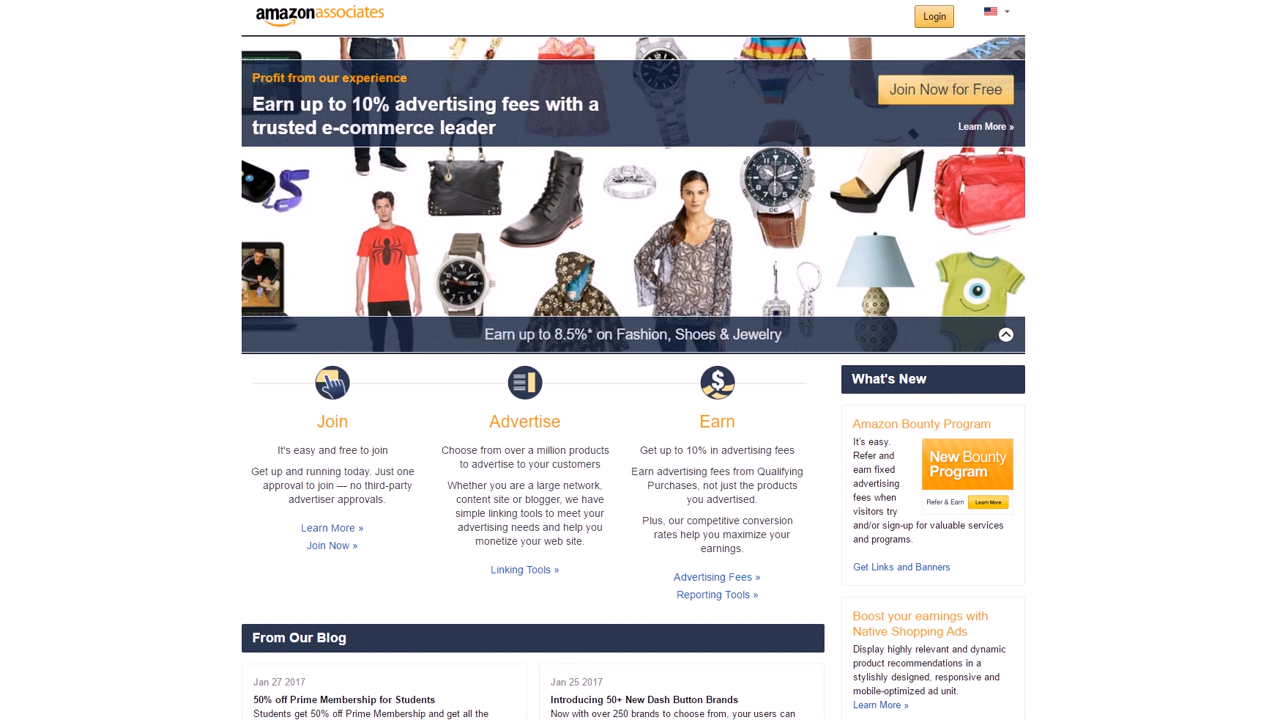 amazonassociates
Login
Profit from our experience
Earn up to 10% advertising fees with a
trusted e-commerce leader
Join Now for Free
Learn More »
Earn up to 8.5%* on Fashion, Shoes & Jewelry
Join
It's easy and free to join
Get up and running today. Just one
approval to join — no third-party
advertiser approvals.
Learn More »
Join Now »
Advertise
Choose from over a million products
to advertise to your customers
Whether you are a large network,
content site or blogger, we have
simple linking tools to meet your
advertising needs and help you
monetize your web site.
Linking Tools »
$
Earn
Get up to 10% in advertising fees
Earn advertising fees from Qualifying
Purchases, not just the products
you advertised.
Plus, our competitive conversion
rates help you maximize your
earnings.
Advertising Fees »
Reporting Tools »
What's New
Amazon Bounty Program
It's easy.
Refer and
earn fixed
advertising
fees when
visitors try
and/or sign-up for valuable services
and programs.
New Bounty
Program
Refer & Earn
Learn More
Get Links and Banners
Boost your earnings with
Native Shopping Ads
Display highly relevant and dynamic
product recommendations in a
stylishly designed, responsive and
mobile-optimized ad unit.
Learn More »
From Our Blog
Jan 27 2017
50% off Prime Membership for Students
Students get 50% off Prime Membership and get all the
Jan 25 2017
Introducing 50+ New Dash Button Brands
Now with over 250 brands to choose from, your users can